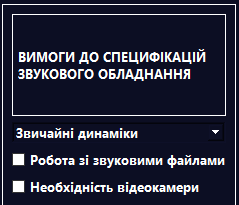 ВИМОГИ ДО СПЕЦИФІКАЦІЙ
ЗВУКОВОГО ОБЛАДНАННЯ
Звичайні динаміки
Робота зі звуковими файлами
Необхідність відеокамери